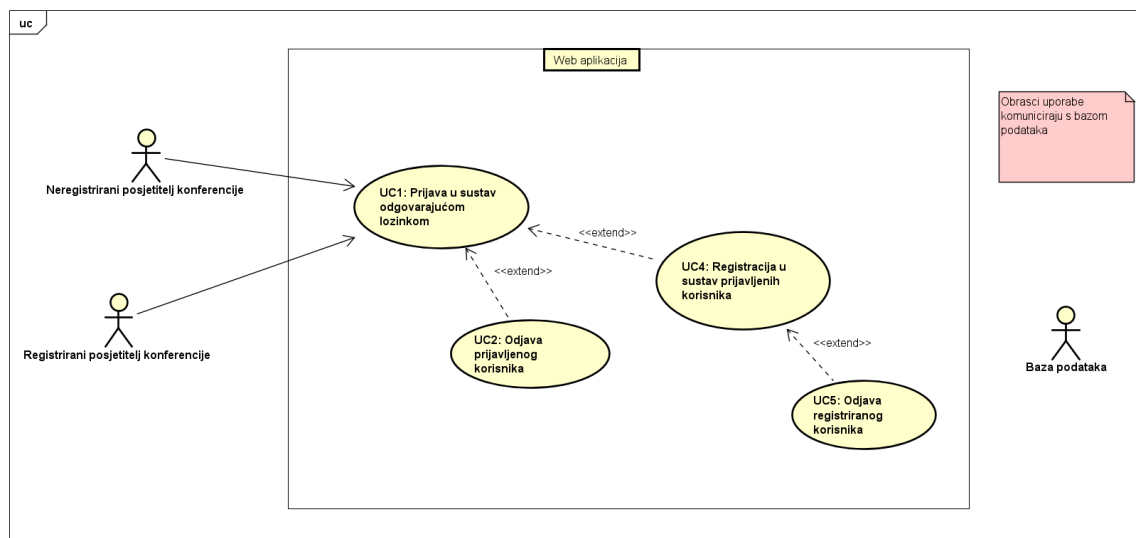 uc
Web aplikacija
Obrasci uporabe
komuniciraju s bazom
podataka
Neregistrirani posjetitelj konferencije
UC1: Prijava u sustav
odgovarajućom
lozinkom
<<extend>>
UC4: Registracija u
sustav prijavljenih
korisnika
<<extend>>
Registrirani posjetitelj konferencije
UC2: Odjava
prijavljenog
korisnika
<<extend>>
Baza podataka
UC5: Odjava
registriranog
korisnika